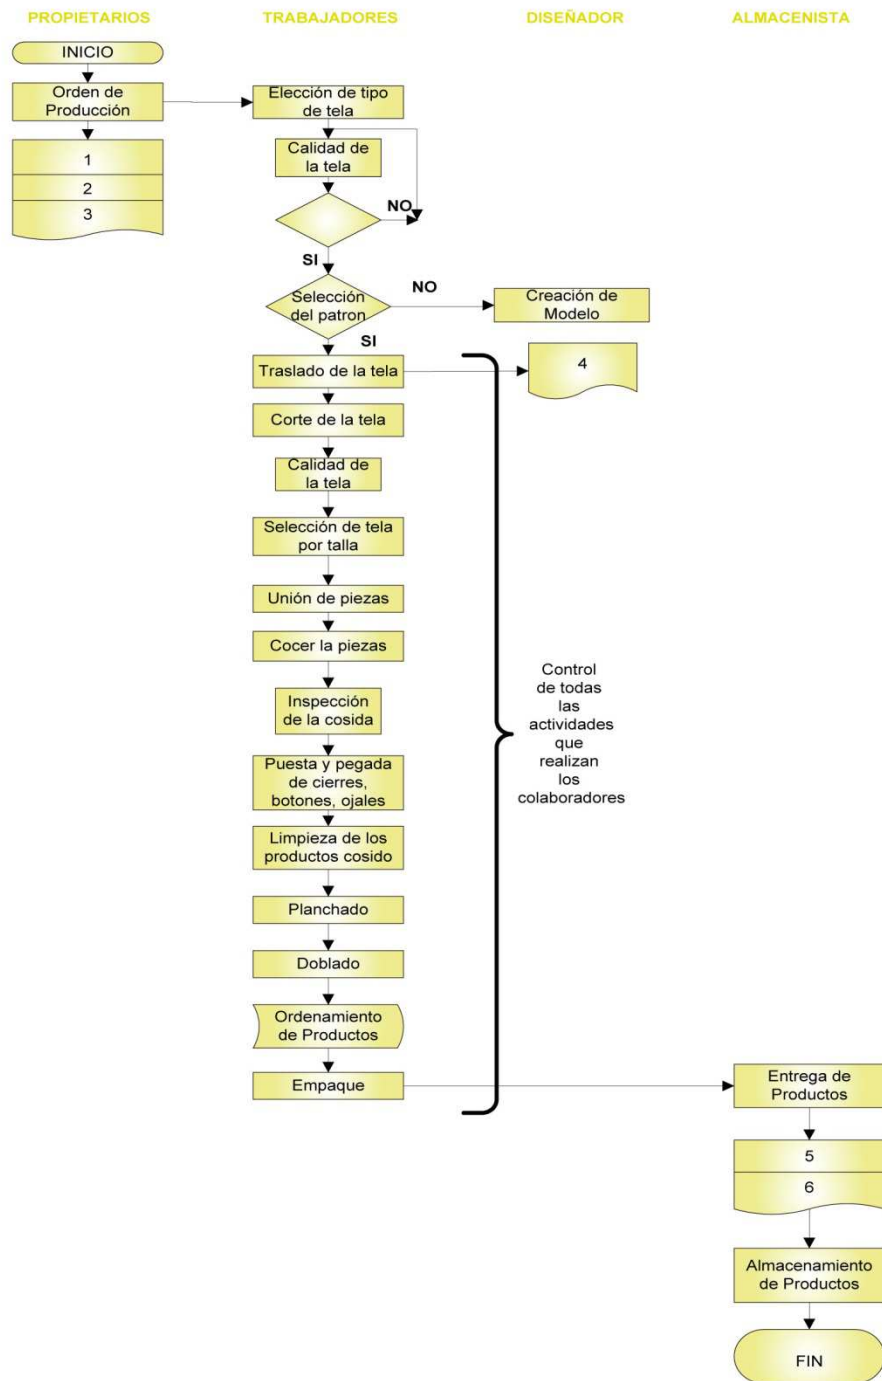 PROPIETARIOS
TRABAJADORES
DISEÑADOR
ALMACENISTA
INICIO
Orden de
Producción
Elección de tipo
de tela
1
2
3
Calidad de
la tela
NO
SI
Selección
del patron
NO
Creación de
Modelo
SI
Traslado de la tela
4
Corte de la tela
Calidad de
la tela
Selección de tela
por talla
Unión de piezas
Cocer la piezas
Inspección
de la cosida
Puesta y pegada
de cierres,
botones, ojales
Limpieza de los
productos cosido
Planchado
Doblado
Ordenamiento
de Productos
Empaque
Control
de todas
las
actividades
que
realizan
los
colaboradores
Entrega de
Productos
5
6
Almacenamiento
de Productos
FIN